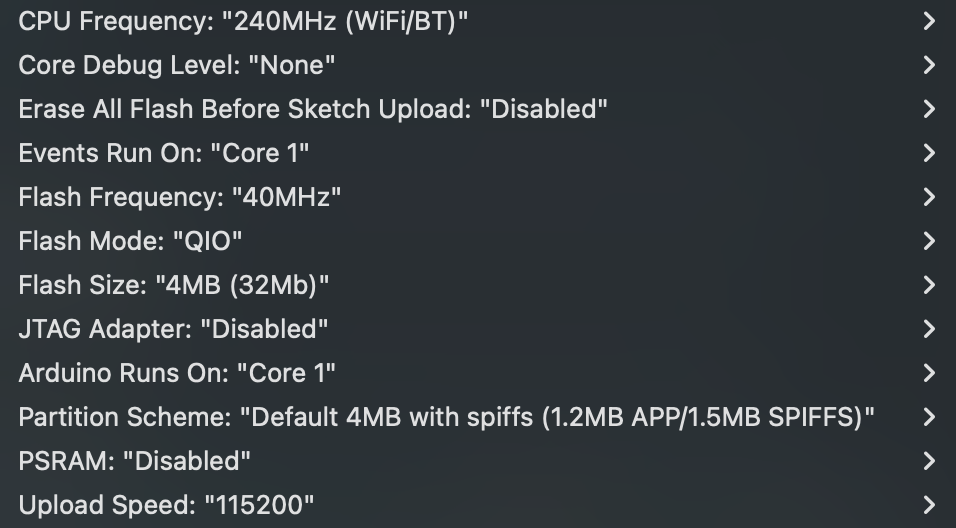 CPU Frequency: "240MHz (WiFi/BT)"
Core Debug Level: "None"
Erase All Flash Before Sketch Upload: "Disabled"
Events Run On: "Core 1"
Flash Frequency: "40MHz"
Flash Mode: "QIO"
Flash Size: "4MB (32Mb)"
JTAG Adapter: "Disabled"
Arduino Runs On: "Core 1"
Partition Scheme: "Default 4MB with spiffs (1.2MB APP/1.5MB SPIFFS)"
PSRAM: "Disabled"
Upload Speed: "115200"